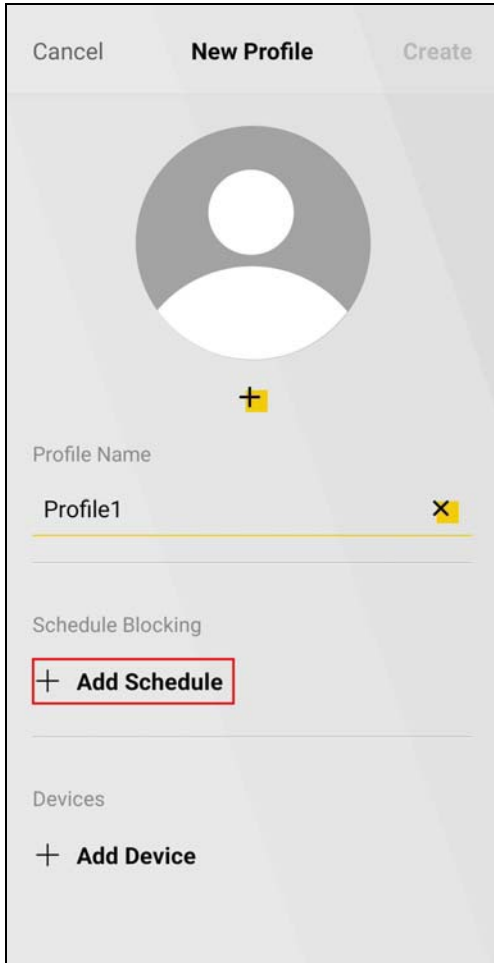 Cancel New Profile Create
Profile Name
Profile1
Schedule Blocking
Add Schedule
Devices
Add Device